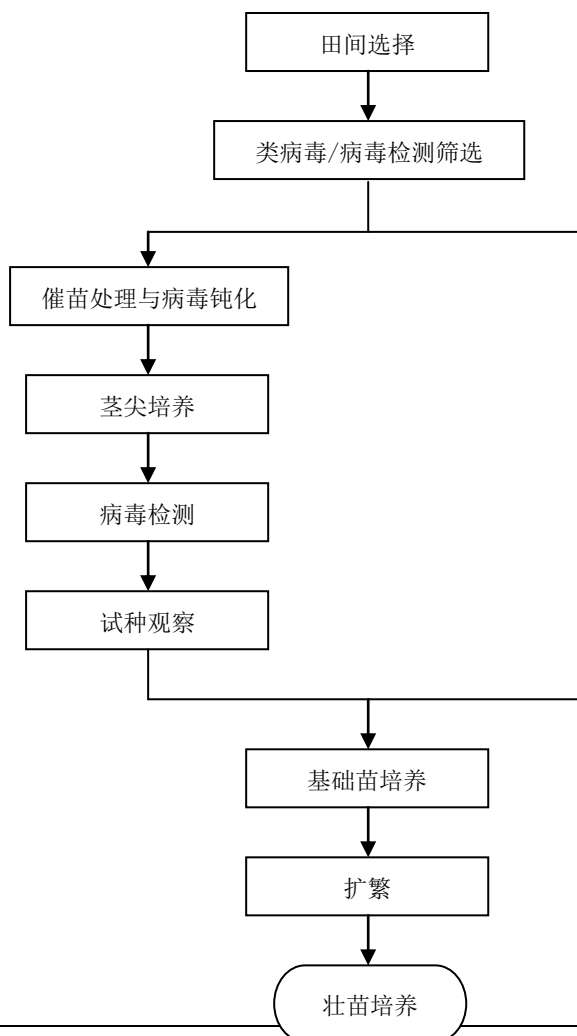 田间选择
类病毒/病毒检测筛选
催苗处理与病毒钝化
茎尖培养
病毒检测
试种观察
基础苗培养
扩繁
壮苗培养